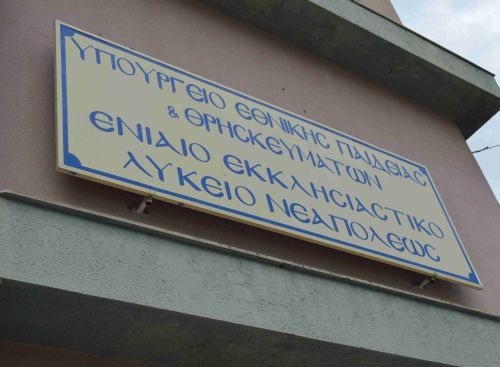 ΥΠΟΥΡΓΕΙΟ ΕΘΝΙΚΗΣ ΠΑΙΔΕΙΑΣ
& ΘΡΗΣΚΕΥΜΑΤΩΝ
ΕΝΙΑΙΟ ΕΚΚΛΗΣΙΑΣΤΙΚΟ
ΛΥΚΕΙΟ ΝΕΑΠΟΛΕΩΣ